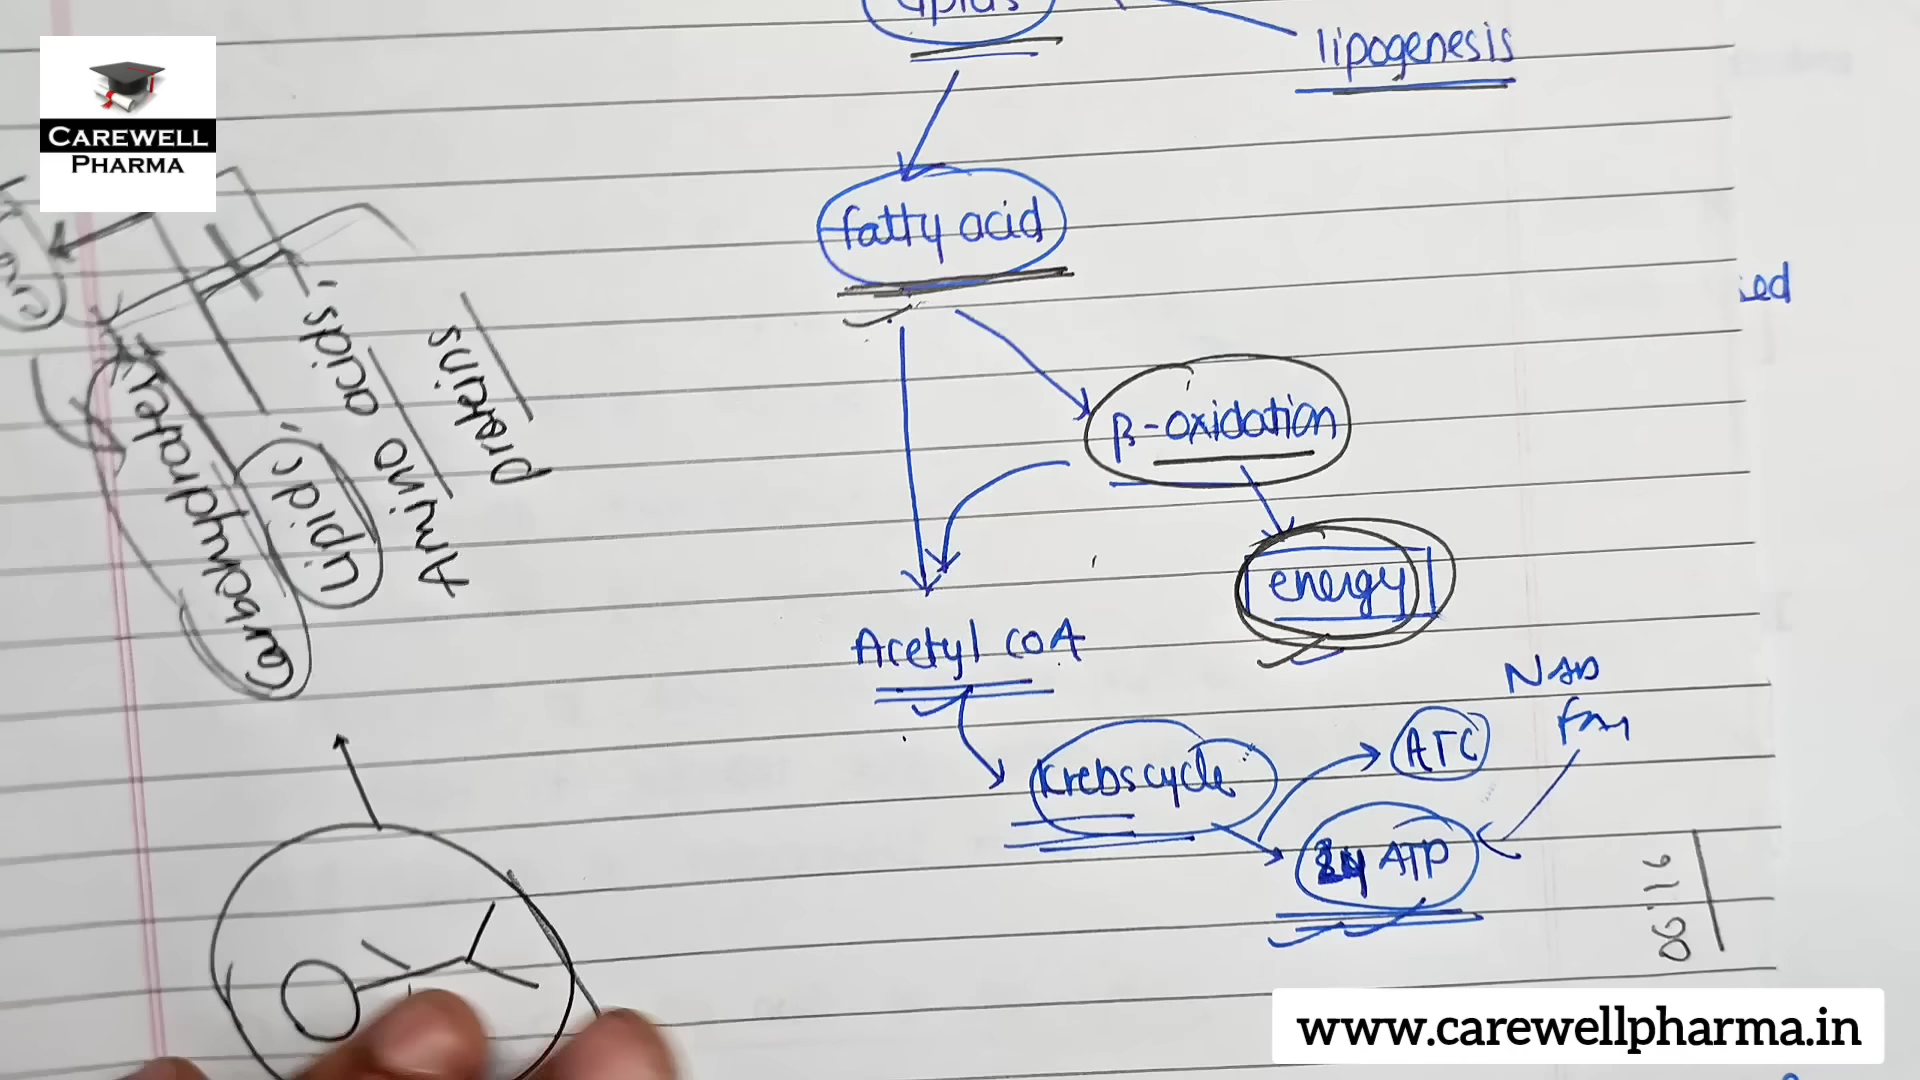 CAREWELL
PHARMA
lipogenesis
fatty acid
β-oxidation
energy
Acetyl COA
Krebs cycle
ATC
NAD
ATP
Carbohydrates
Lipids,
Amino acids,
proteins
www.carewellpharma.in